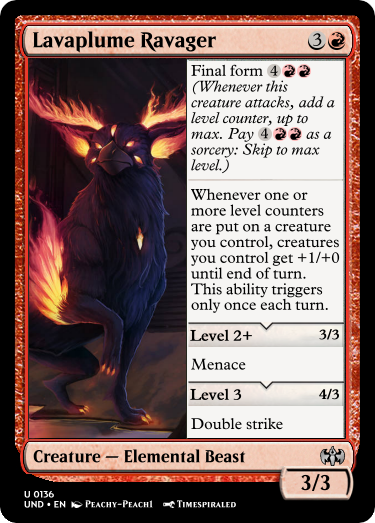 Lavaplume Ravager 3
Final form 4
(Whenever this
creature attacks, add a
level counter, up to
max. Pay 4 as a
sorcery: Skip to max
level.)
Whenever one or
more level counters
are put on a creature
you control, creatures
you control get +1/+0
until end of turn.
This ability triggers
only once each turn.
Level 2+ 3/3
Menace
Level 3 4/3
Double strike
Creature — Elemental Beast
3/3
U 0136
UND • EN Peachy-Peach1 Timespiraled